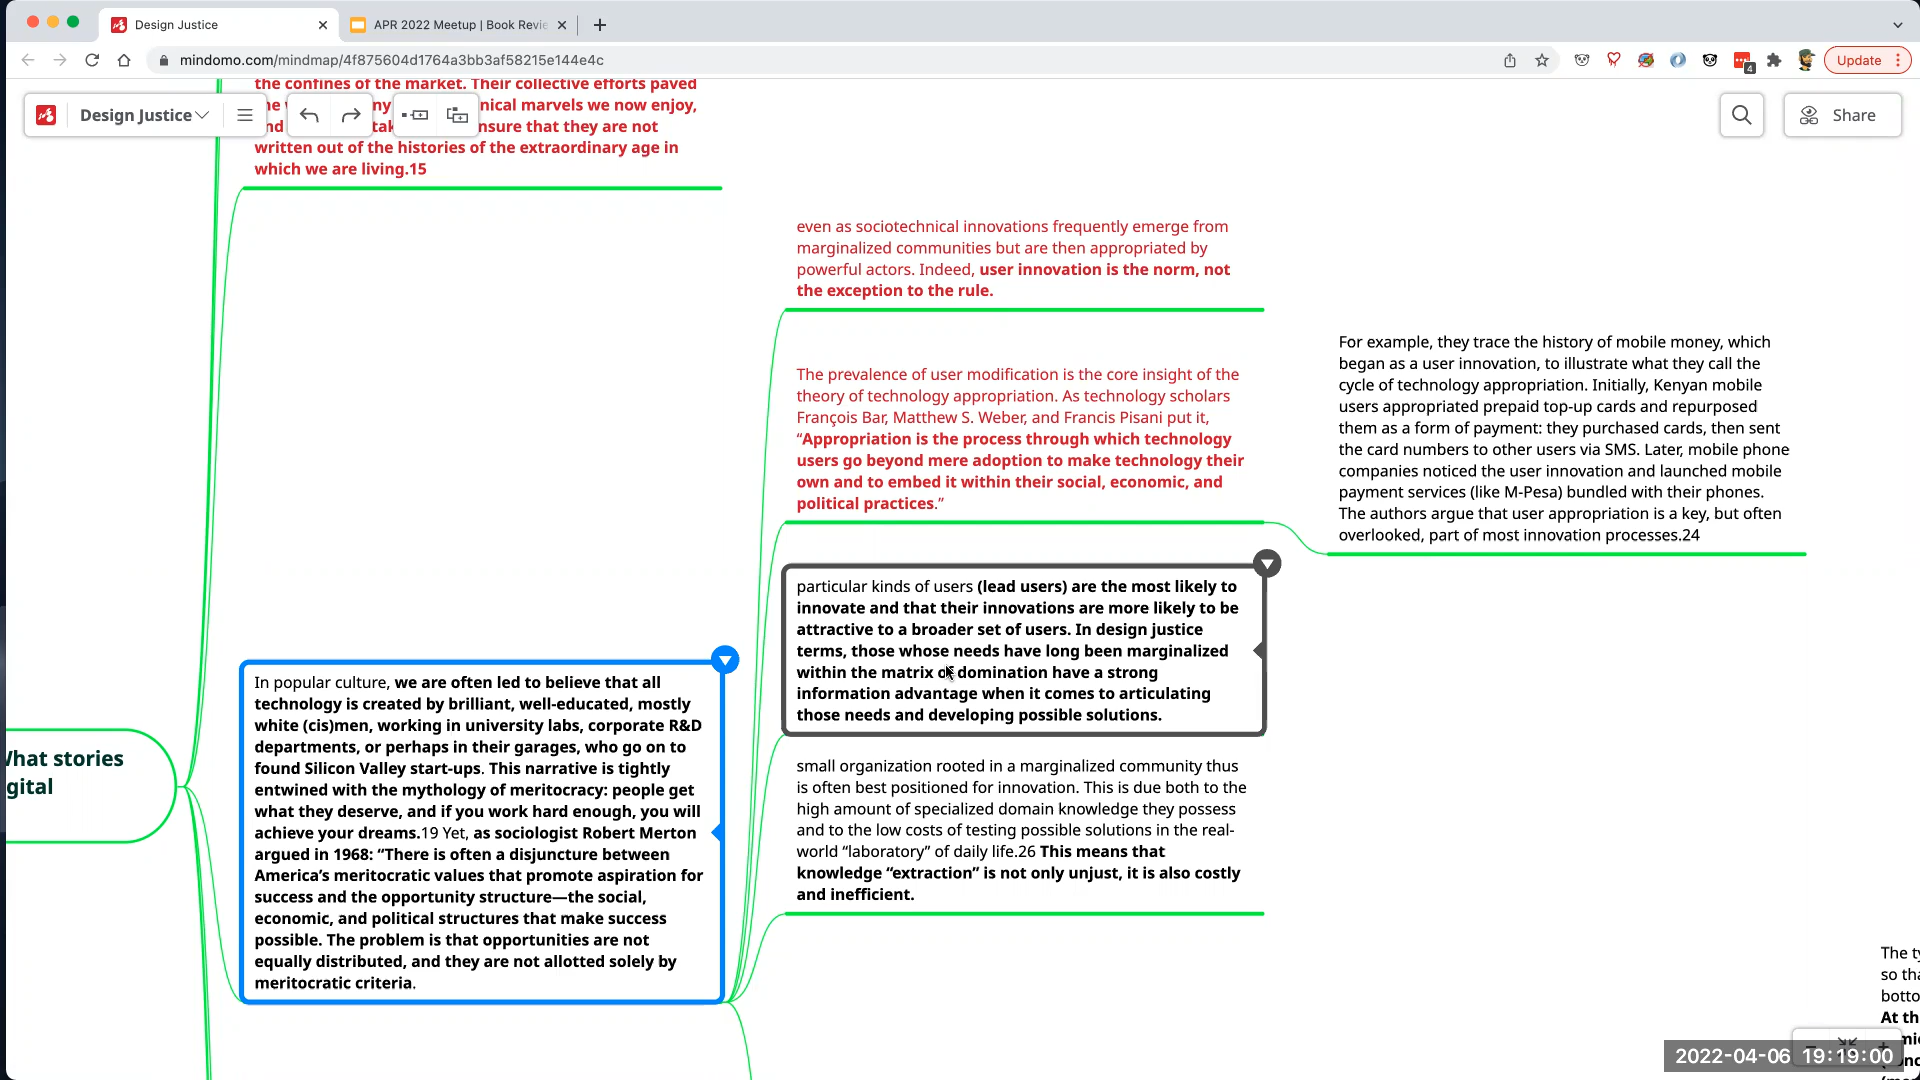 Design Justice
APR 2022 Meetup | Book Revie
mindomo.com/mindmap/4f875604d1764a3bb3af58215e144e4c
4
Update
Design Justice
Share
the confines of the market. Their collective efforts paved
nical marvels we now enjoy,
nsure that they are not
written out of the histories of the extraordinary age in
which we are living.15
even as sociotechnical innovations frequently emerge from
marginalized communities but are then appropriated by
powerful actors. Indeed, user innovation is the norm, not
the exception to the rule.
The prevalence of user modification is the core insight of the
theory of technology appropriation. As technology scholars
François Bar, Matthew S. Weber, and Francis Pisani put it,
“Appropriation is the process through which technology
users go beyond mere adoption to make technology their
own and to embed it within their social, economic, and
political practices.”
For example, they trace the history of mobile money, which
began as a user innovation, to illustrate what they call the
cycle of technology appropriation. Initially, Kenyan mobile
users appropriated prepaid top-up cards and repurposed
them as a form of payment: they purchased cards, then sent
the card numbers to other users via SMS. Later, mobile phone
companies noticed the user innovation and launched mobile
payment services (like M-Pesa) bundled with their phones.
The authors argue that user appropriation is a key, but often
overlooked, part of most innovation processes.24
particular kinds of users (lead users) are the most likely to
innovate and that their innovations are more likely to be
attractive to a broader set of users. In design justice
terms, those whose needs have long been marginalized
within the matrix of domination have a strong
information advantage when it comes to articulating
those needs and developing possible solutions.
small organization rooted in a marginalized community thus
is often best positioned for innovation. This is due both to the
high amount of specialized domain knowledge they possess
and to the low costs of testing possible solutions in the real-
world “laboratory” of daily life.26 This means that
knowledge “extraction” is not only unjust, it is also costly
and inefficient.
In popular culture, we are often led to believe that all
technology is created by brilliant, well-educated, mostly
white (cis)men, working in university labs, corporate R&D
departments, or perhaps in their garages, who go on to
found Silicon Valley start-ups. This narrative is tightly
entwined with the mythology of meritocracy: people get
what they deserve, and if you work hard enough, you will
achieve your dreams.19 Yet, as sociologist Robert Merton
argued in 1968: “There is often a disjuncture between
America’s meritocratic values that promote aspiration for
success and the opportunity structure—the social,
economic, and political structures that make success
possible. The problem is that opportunities are not
equally distributed, and they are not allotted solely by
meritocratic criteria.
What stories
gital
The ty
so tha
botto
At th
2022-04-06 19:19:00